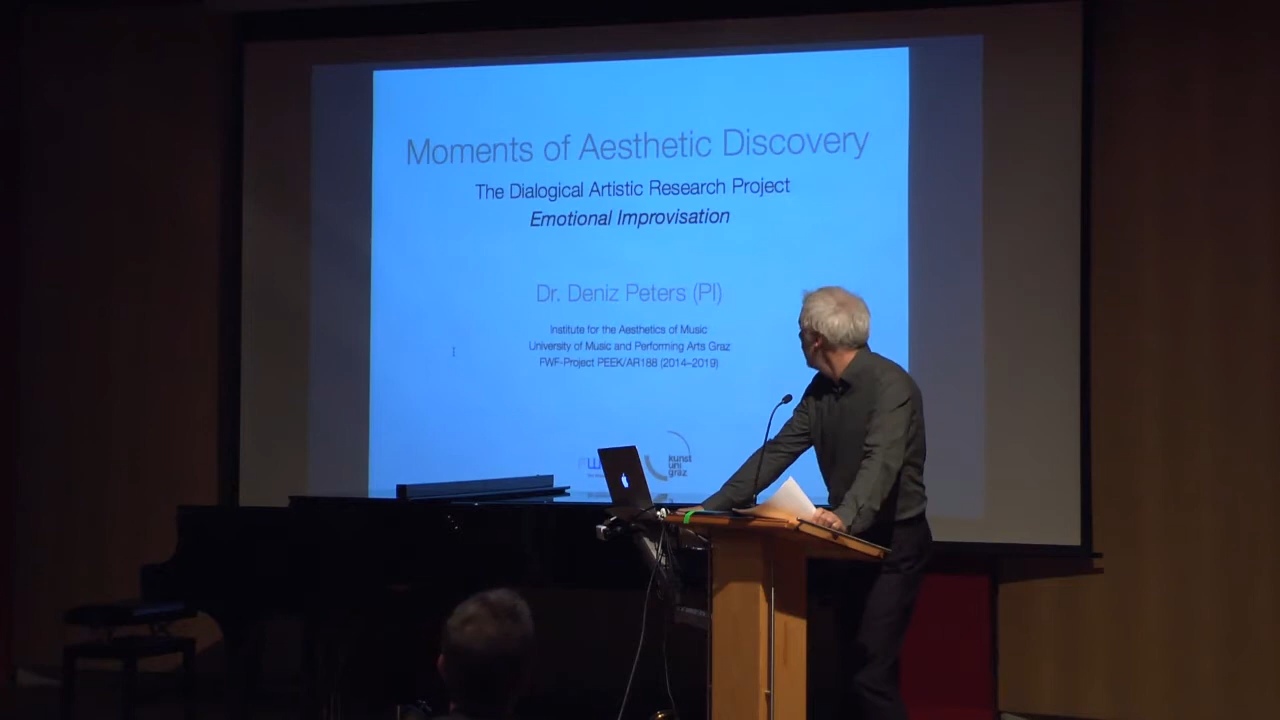 Moments of Aesthetic Discovery
The Dialogical Artistic Research Project
Emotional Improvisation
Dr. Deniz Peters (PI)
Institute for the Aesthetics of Music
University of Music and Performing Arts Graz
FWF-Project PEEK/AR188 (2014–2019)
kunst
uni
graz